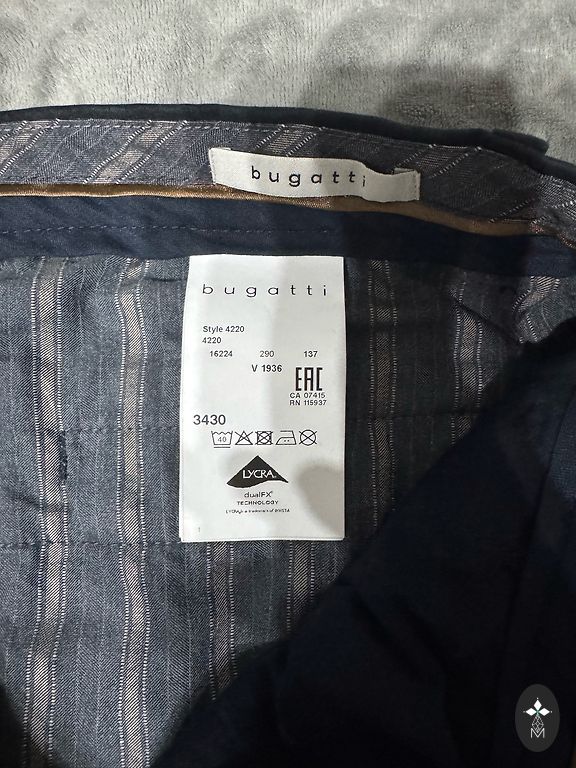 bugatti
bugatti
Style 4220
4220
16224 290 137
V 1936
EAC
CA 07415
RN 115937
3430
40
LYCRA
dualFX®
TECHNOLOGY